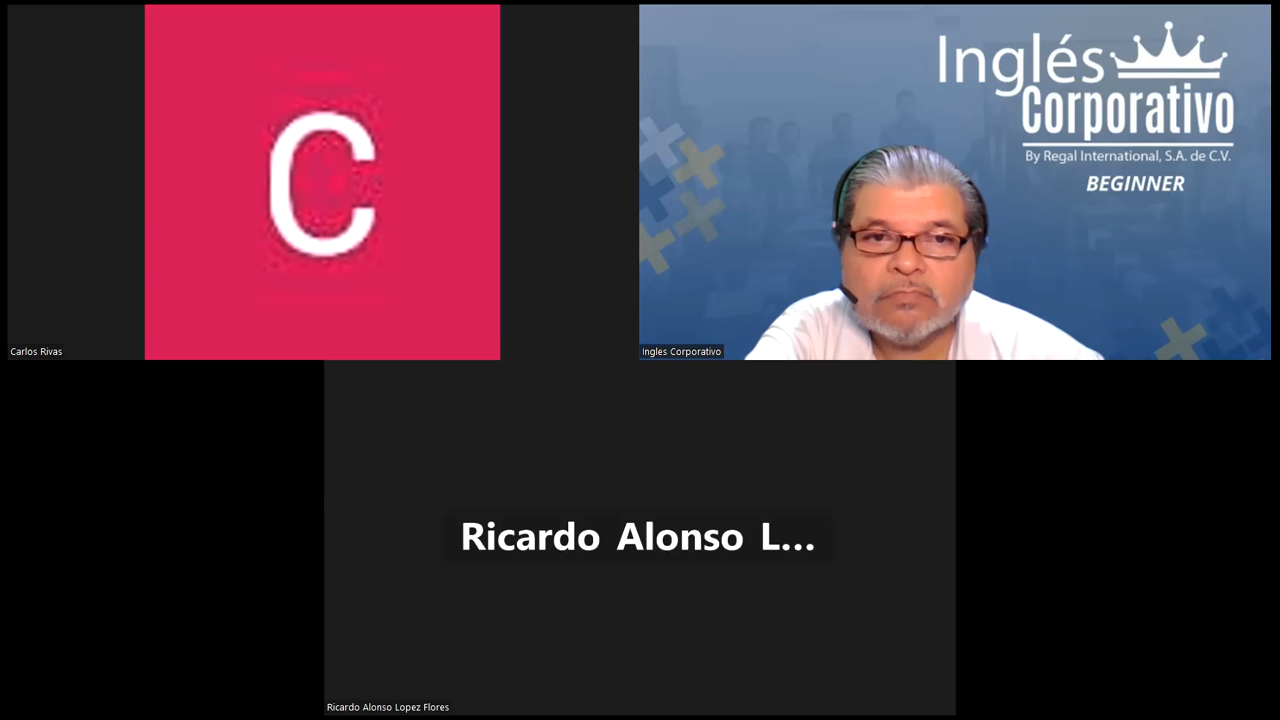 C
Carlos Rivas
Inglés
Corporativo
By Regal International, S.A. de C.V.
BEGINNER
Ingles Corporativo
Ricardo Alonso L...
Ricardo Alonso Lopez Flores